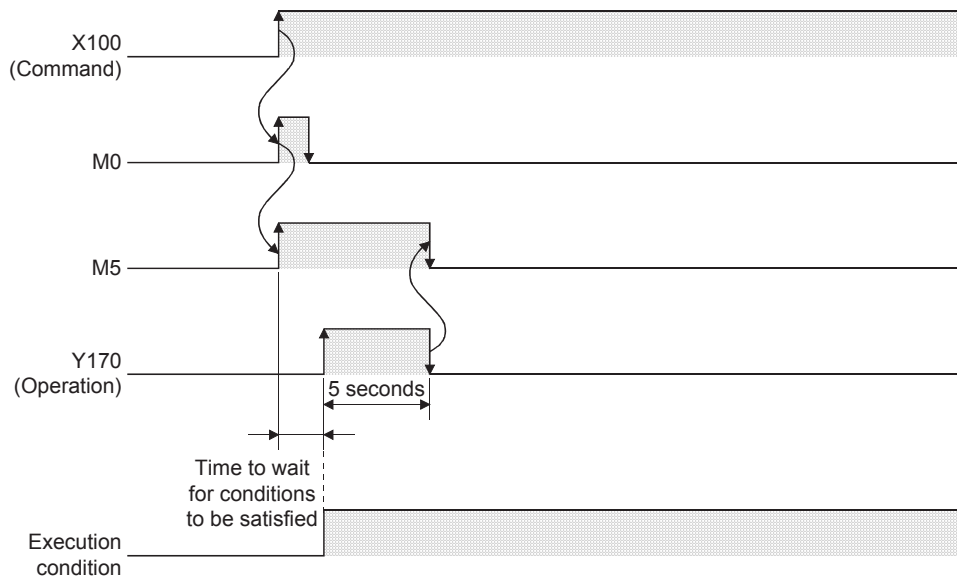 X100
(Command)
M0
M5
Y170
(Operation)
5 seconds
Time to wait
for conditions
to be satisfied
Execution
condition